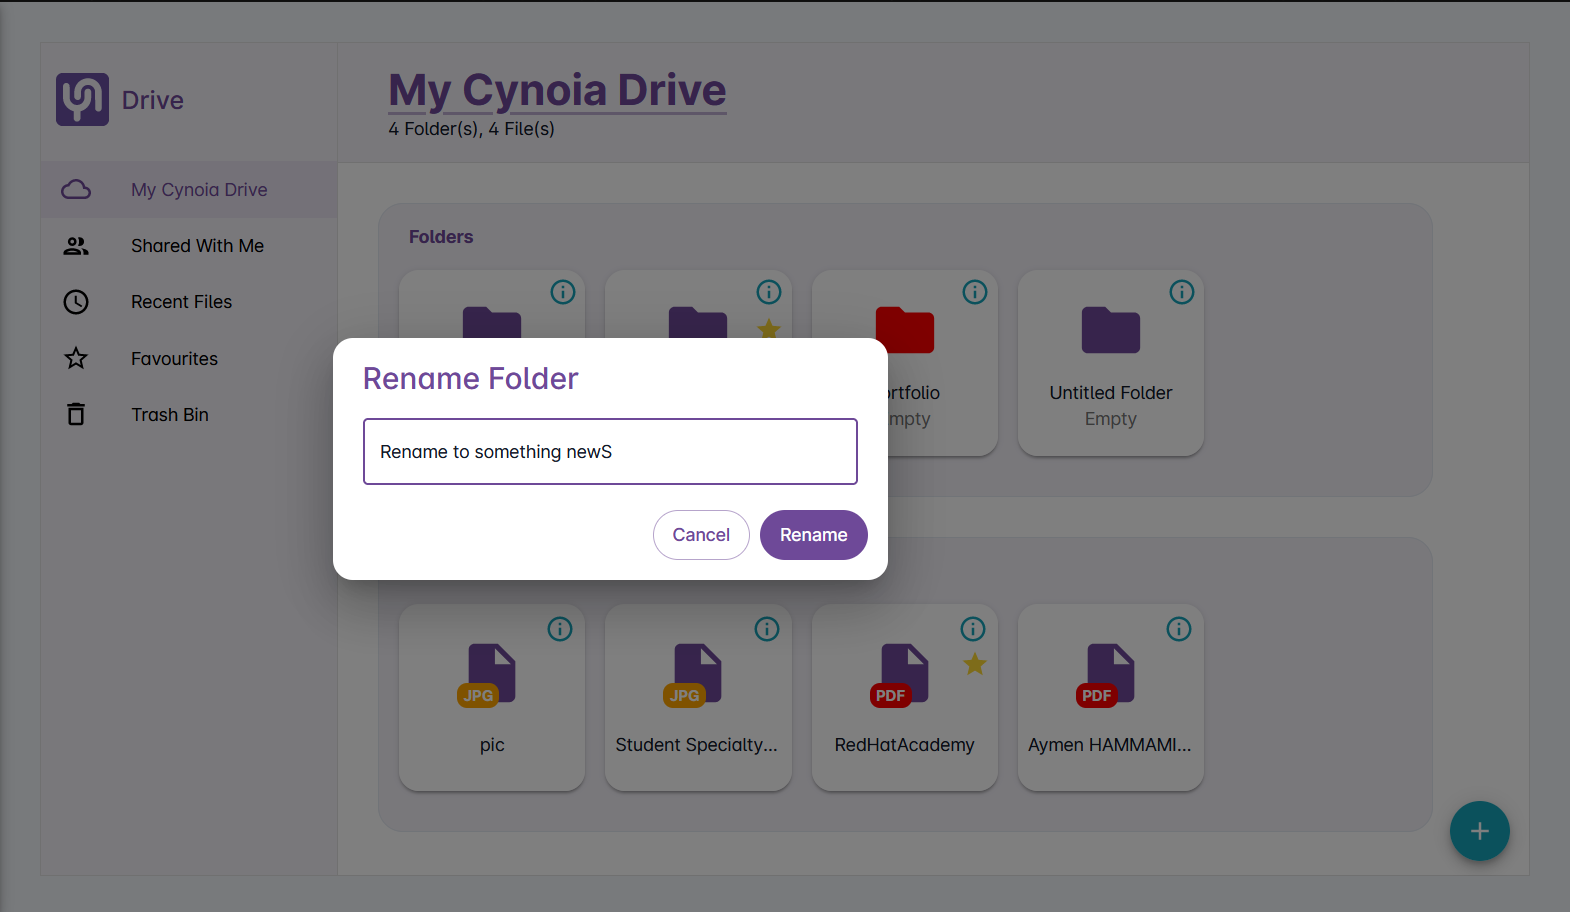 Drive
My Cynoia Drive
4 Folder(s), 4 File(s)
My Cynoia Drive
Shared With Me
Recent Files
Favourites
Trash Bin
Folders
Untitled Folder
Empty
Rename Folder
Rename to something newS
Cancel
Rename
JPG
JPG
PDF
PDF
pic
Student Specialty...
RedHatAcademy
Aymen HAMMAMI...